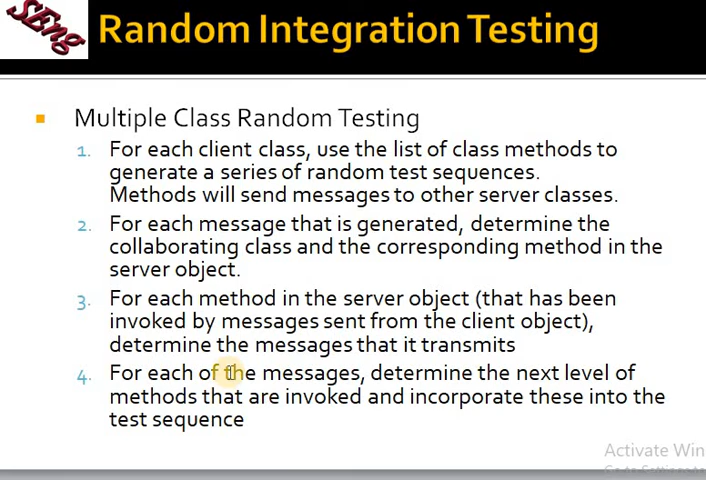 SEng
Random Integration Testing
Multiple Class Random Testing
1. For each client class, use the list of class methods to
generate a series of random test sequences.
Methods will send messages to other server classes.
2. For each message that is generated, determine the
collaborating class and the corresponding method in the
server object.
3. For each method in the server object (that has been
invoked by messages sent from the client object),
determine the messages that it transmits
4. For each of the messages, determine the next level of
methods that are invoked and incorporate these into the
test sequence
Activate Win